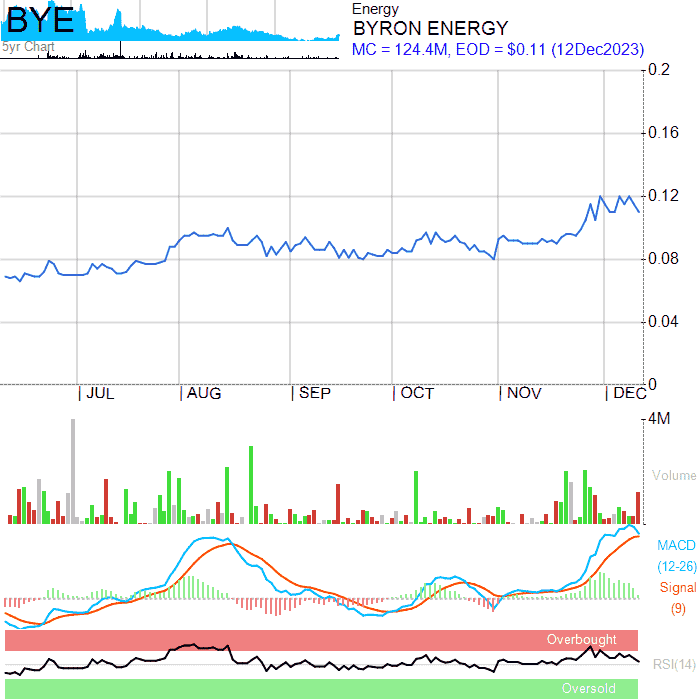 BYE
5yr Chart
Energy
BYRON ENERGY
MC = 124.4M, EOD = $0.11 (12Dec2023)
0.2
0.16
0.12
0.08
0.04
0
JUL AUG SEP OCT NOV DEC
4M
Volume
MACD
(12-26)
Signal
(9)
Overbought
RSI(14)
Oversold